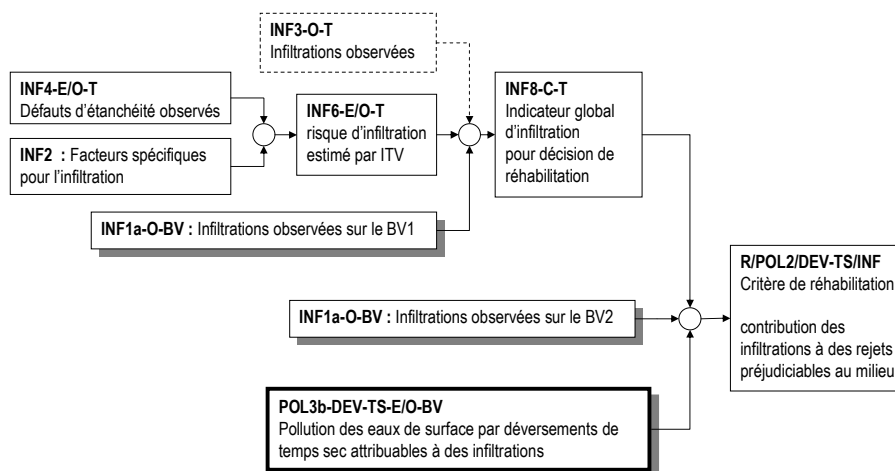 INF3-O-T
Infiltrations observées
INF4-E/O-T
Défauts d’étanchéité observés
INF2 : Facteurs spécifiques
pour l’infiltration
INF6-E/O-T
risque d’infiltration
estimé par ITV
INF8-C-T
Indicateur global
d’infiltration
pour décision de
réhabilitation
INF1a-O-BV : Infiltrations observées sur le BV1
INF1a-O-BV : Infiltrations observées sur le BV2
R/POL2/DEV-TS/INF
Critère de réhabilitation
contribution des
infiltrations à des rejets
préjudiciables au milieu
POL3b-DEV-TS-E/O-BV
Pollution des eaux de surface par déversements de
temps sec attribuables à des infiltrations